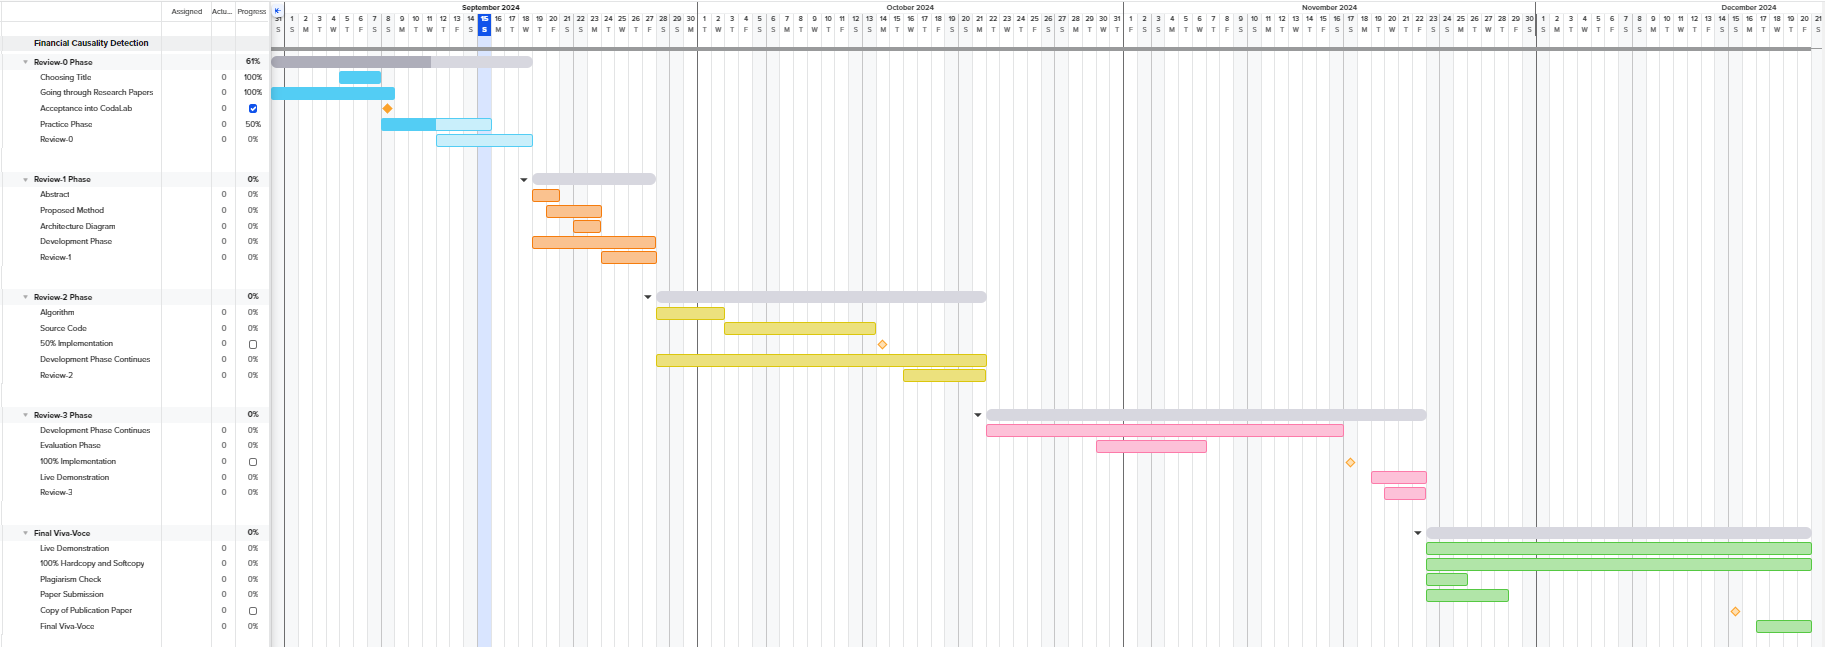 September 2024 October 2024 November 2024 December 2024
Assigned Actu... Progress
31 1 2 3 4 5 6 7 8 9 10 11 12 13 14 15 16 17 18 19 20 21 22 23 24 25 26 27 28 29 30 1 2 3 4 5 6 7 8 9 10 11 12 13 14 15 16 17 18 19 20 21 22 23 24 25 26 27 28 29 30 31 1 2 3 4 5 6 7 8 9 10 11 12 13 14 15 16 17 18 19 20 21 22 23 24 25 26 27 28 29 30 1 2 3 4 5 6 7 8 9 10 11 12 13 14 15 16 17 18 19 20 21
S S M T W T F S S M T W T F S S M T W T F S S M T W T F S S M T W T F S S M T W T F S S M T W T F S S M T W T F S S M T W T F S S M T W T F S S M T W T F S S M T W T F S S M T W T F S S M T W T F S S M T W T F S S M T W T F S S M T W T F S
Financial Causality Detection
Review-0 Phase 61%
Choosing Title 0 100%
Going through Research Papers 0 100%
Acceptance into CodaLab 0
Practice Phase 0 50%
Review-0 0 0%
Review-1 Phase 0%
Abstract 0 0%
Proposed Method 0 0%
Architecture Diagram 0 0%
Development Phase 0 0%
Review-1 0 0%
Review-2 Phase 0%
Algorithm 0 0%
Source Code 0 0%
50% Implementation 0
Development Phase Continues 0 0%
Review-2 0 0%
Review-3 Phase 0%
Development Phase Continues 0 0%
Evaluation Phase 0 0%
100% Implementation 0
Live Demonstration 0 0%
Review-3 0 0%
Final Viva-Voce 0%
Live Demonstration 0 0%
100% Hardcopy and Softcopy 0 0%
Plagiarism Check 0 0%
Paper Submission 0 0%
Copy of Publication Paper 0
Final Viva-Voce 0 0%